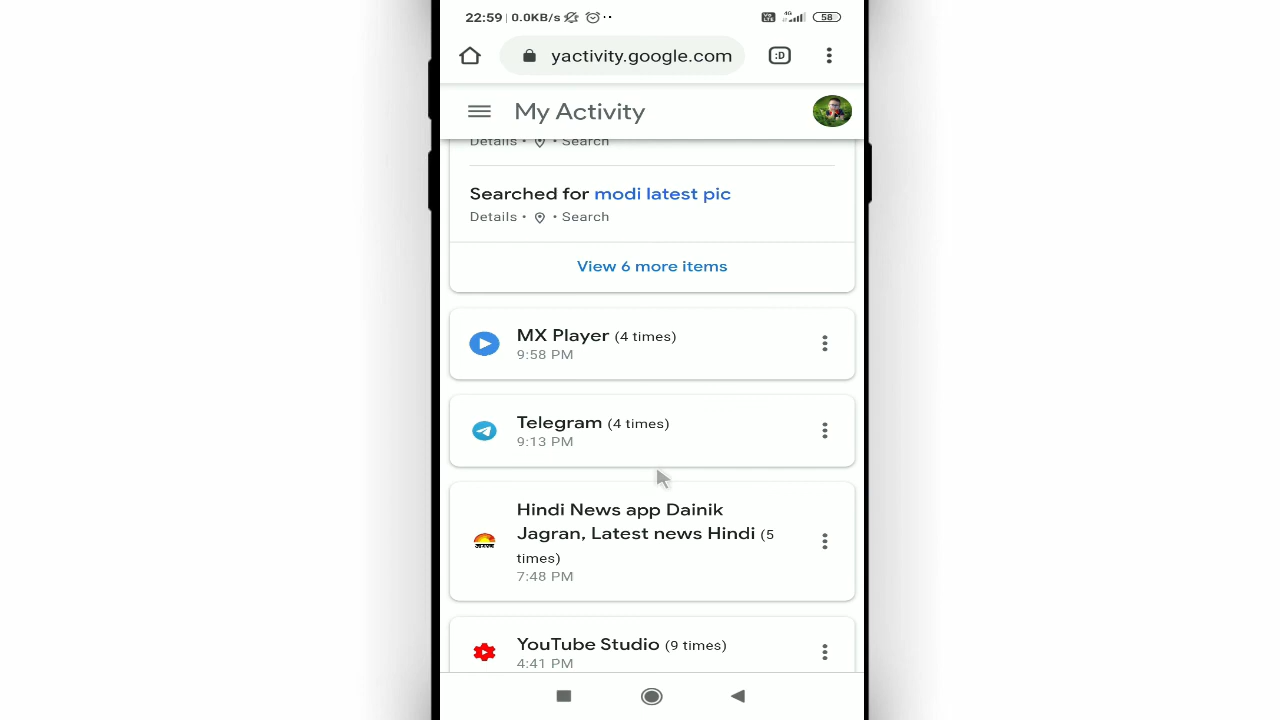 22:59 0.0KB/s 4G 58
yactivity.google.com :D
My Activity
Details • • Search
Searched for modi latest pic
Details • • Search
View 6 more items
MX Player (4 times)
9:58 PM
Telegram (4 times)
9:13 PM
Hindi News app Dainik
Jagran, Latest news Hindi (5
times)
7:48 PM
YouTube Studio (9 times)
4:41 PM